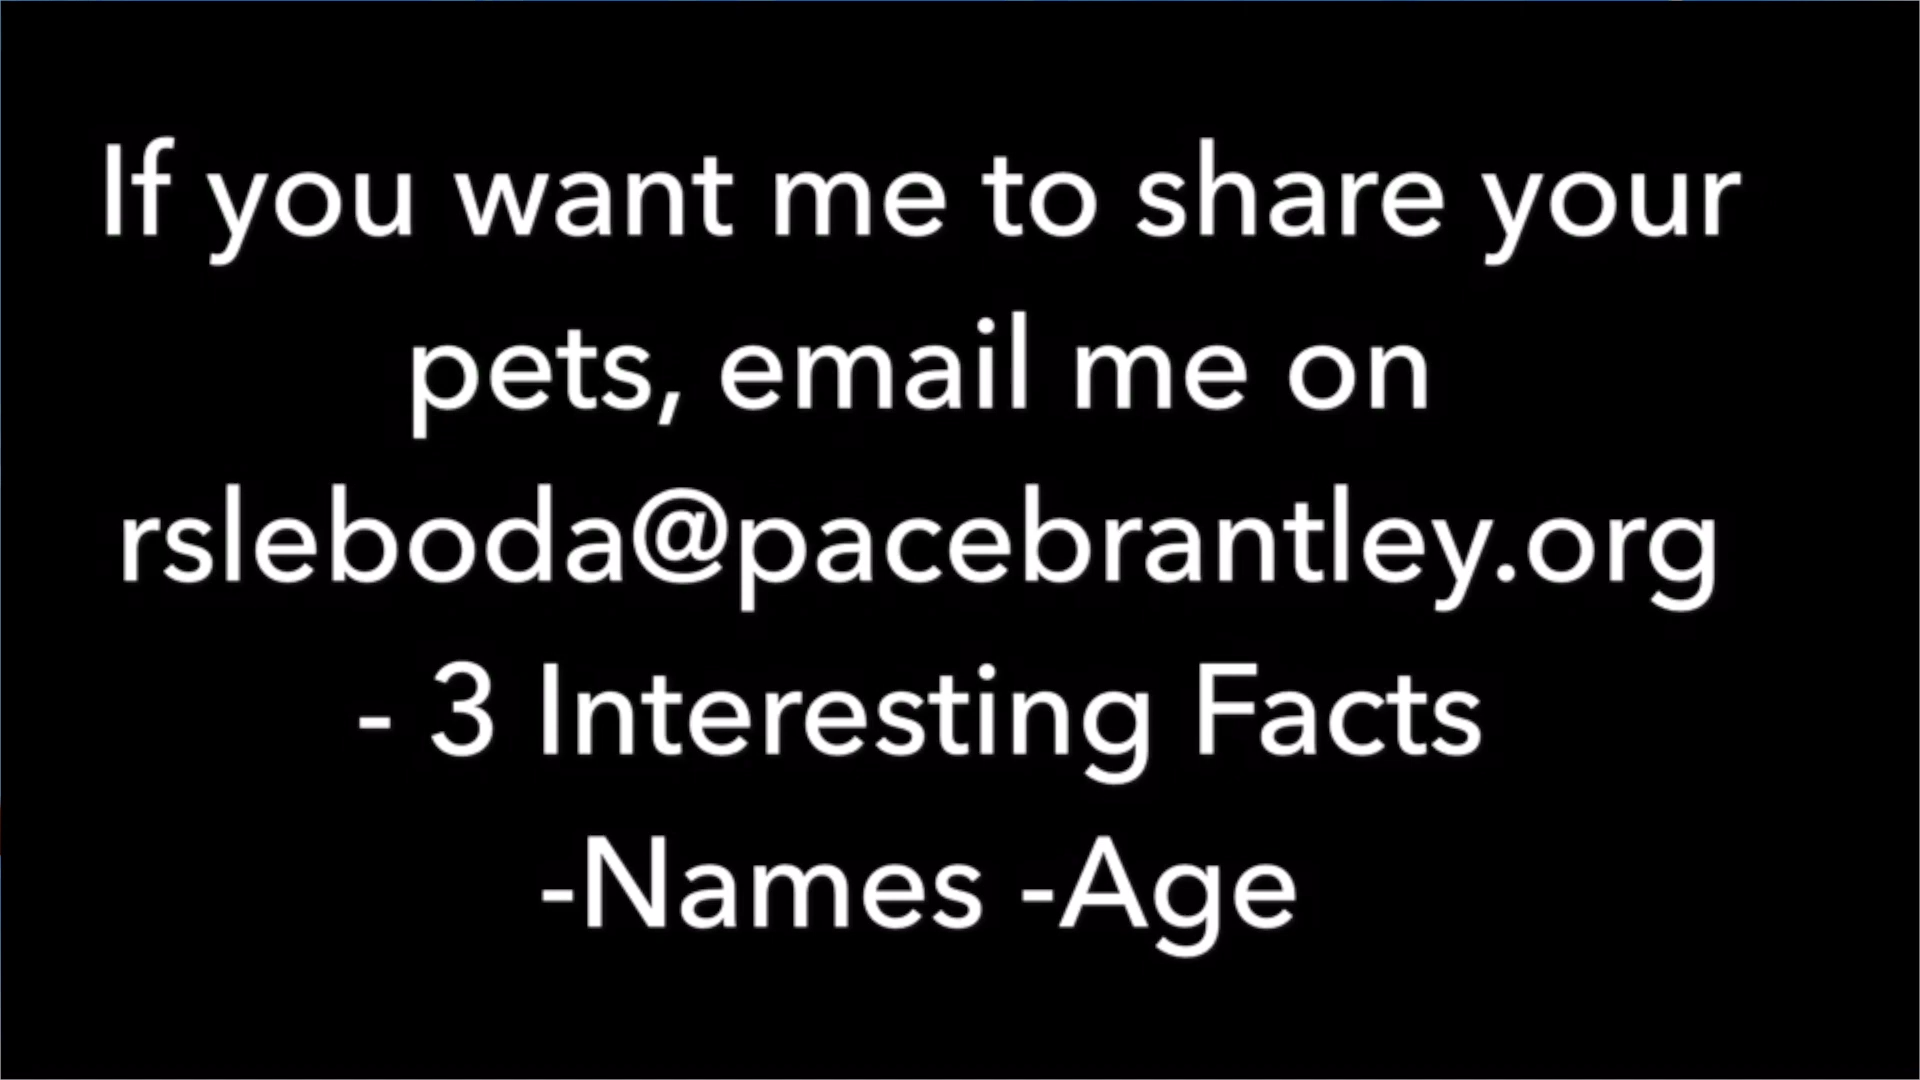 If you want me to share your
pets, email me on
rsleboda@pacebrantley.org
- 3 Interesting Facts
-Names -Age